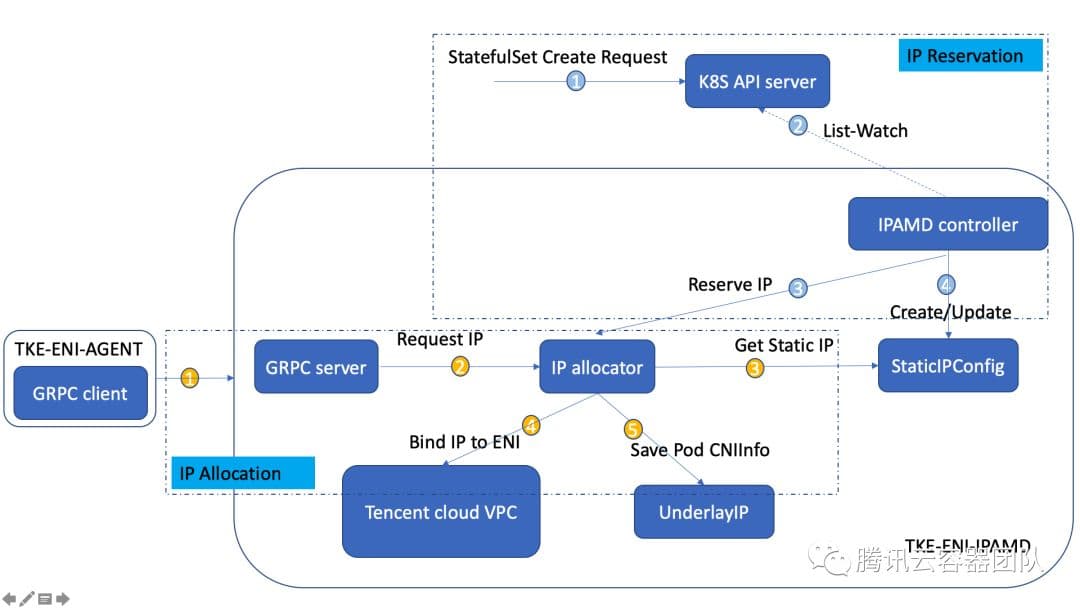 StatefulSet Create Request
1
K8S API server
IP Reservation
2
List-Watch
IPAMD controller
Reserve IP
3
4
Create/Update
TKE-ENI-AGENT
GRPC client
1
GRPC server
Request IP
2
IP allocator
Get Static IP
3
StaticIPConfig
4
Bind IP to ENI
5
Save Pod CNIInfo
IP Allocation
Tencent cloud VPC
UnderlayIP
TKE-ENI-IPAMD
腾讯云容器团队